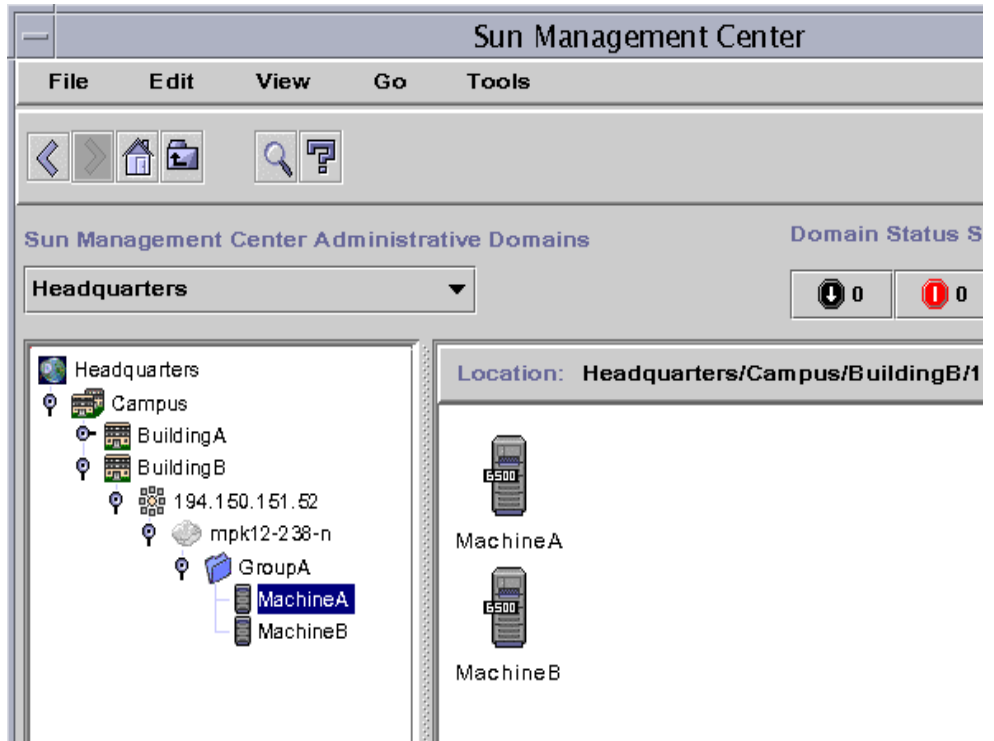 Sun Management Center
File Edit View Go Tools
Sun Management Center Administrative Domains
Domain Status S
Headquarters
0 0
Headquarters
Campus
BuildingA
BuildingB
194.150.151.52
mpk12-238-n
GroupA
MachineA
MachineB
Location: Headquarters/Campus/BuildingB/1
6500
MachineA
6500
MachineB